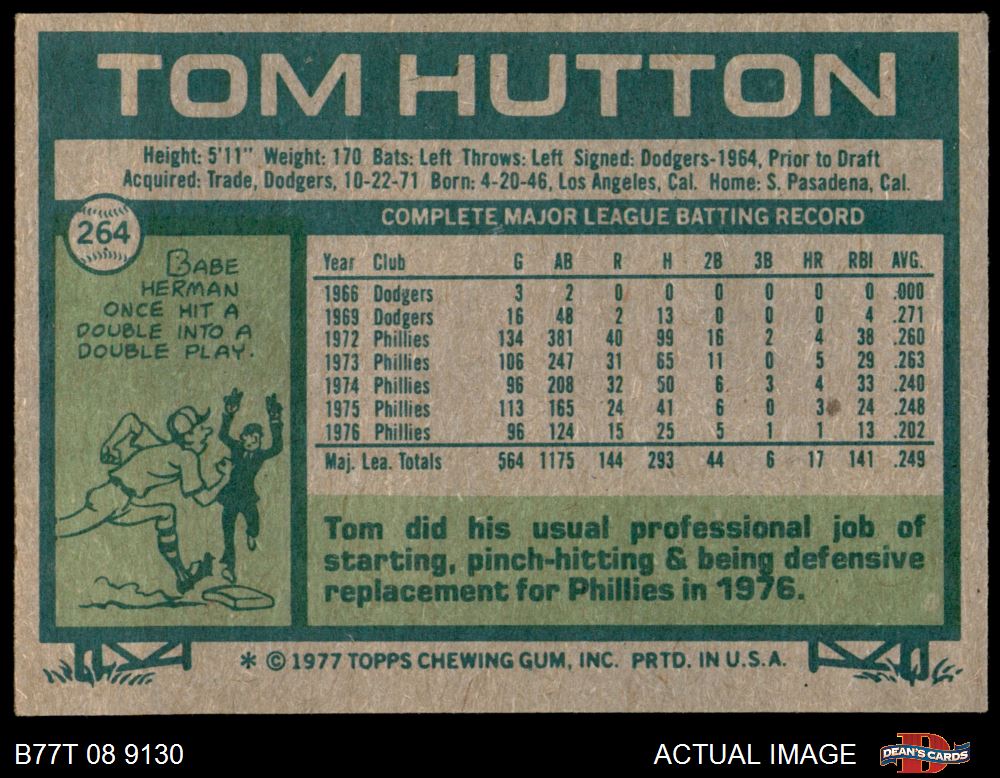 TOM HUTTON
Height: 5'11" Weight: 170 Bats: Left Throws: Left Signed: Dodgers-1964, Prior to Draft
Acquired: Trade, Dodgers, 10-22-71 Born: 4-20-46, Los Angeles, Cal. Home: S. Pasadena, Cal.
264
COMPLETE MAJOR LEAGUE BATTING RECORD
BABE
HERMAN
ONCE HIT A
DOUBLE INTO A
DOUBLE PLAY.
Year Club G AB R H 2B 3B HR RBI AVG.
1966 Dodgers 3 2 0 0 0 0 0 0 .000
1969 Dodgers 16 48 2 13 0 0 0 4 .271
1972 Phillies 134 381 40 99 16 2 4 38 .260
1973 Phillies 106 247 31 65 11 0 5 29 .263
1974 Phillies 96 208 32 50 6 3 4 33 .240
1975 Phillies 113 165 24 41 6 0 3 24 .248
1976 Phillies 96 124 15 25 5 1 1 13 .202
Maj. Lea. Totals 564 1175 144 293 44 6 17 141 .249
Tom did his usual professional job of
starting, pinch-hitting & being defensive
replacement for Phillies in 1976.
* © 1977 TOPPS CHEWING GUM, INC. PRTD. IN U.S.A.
B77T 08 9130
ACTUAL IMAGE
D
DEAN'S CARDS